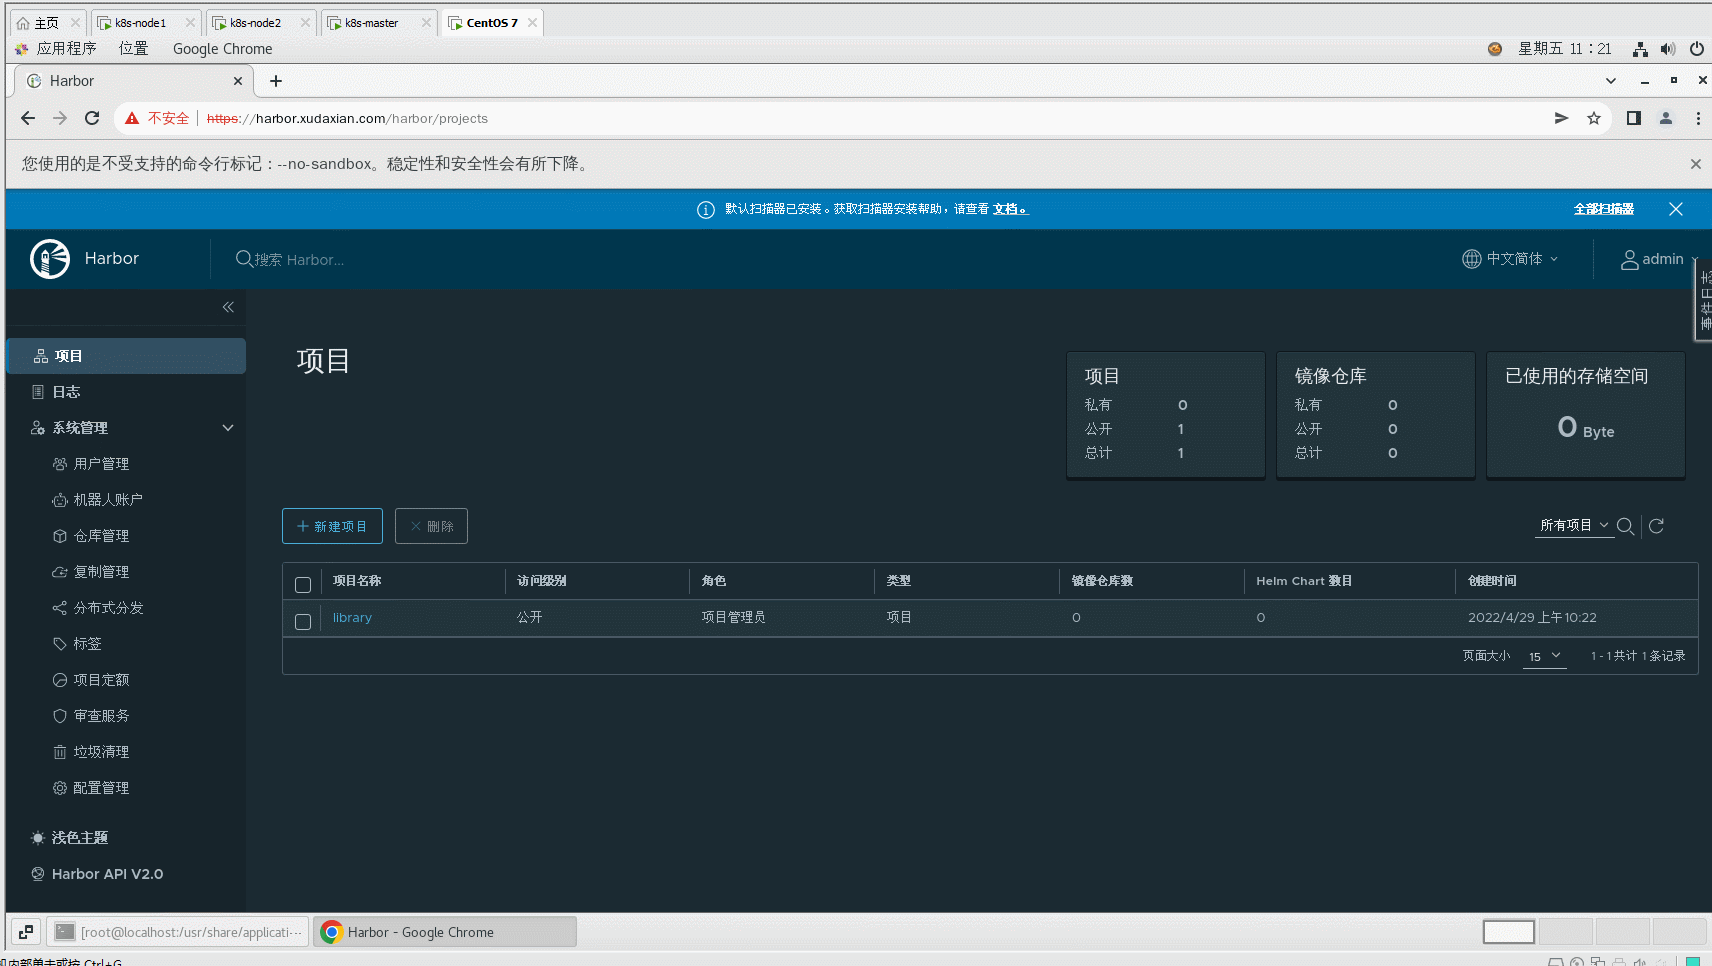 主页 k8s-node1 k8s-node2 k8s-master CentOS 7
应用程序 位置 Google Chrome 星期五 11：21
Harbor
不安全 https://harbor.xudaxian.com/harbor/projects
您使用的是不受支持的命令行标记：--no-sandbox。稳定性和安全性会有所下降。
默认扫描器已安装。获取扫描器安装帮助，请查看 文档。 全部扫描器
Harbor 搜索 Harbor... 中文简体 admin
事件日志
项目
日志
系统管理
用户管理
机器人账户
仓库管理
复制管理
分布式分发
标签
项目定额
审查服务
垃圾清理
配置管理
浅色主题
Harbor API V2.0
项目
项目
私有 0
公开 1
总计 1
镜像仓库
私有 0
公开 0
总计 0
已使用的存储空间
0 Byte
新建项目 删除 所有项目
项目名称 访问级别 角色 类型 镜像仓库数 Helm Chart 数目 创建时间
library 公开 项目管理员 项目 0 0 2022/4/29 上午10:22
页面大小 15 1 - 1 共计 1 条记录
[root@localhost:/usr/share/applicati··· Harbor - Google Chrome
内部单击或按 Ctrl+G